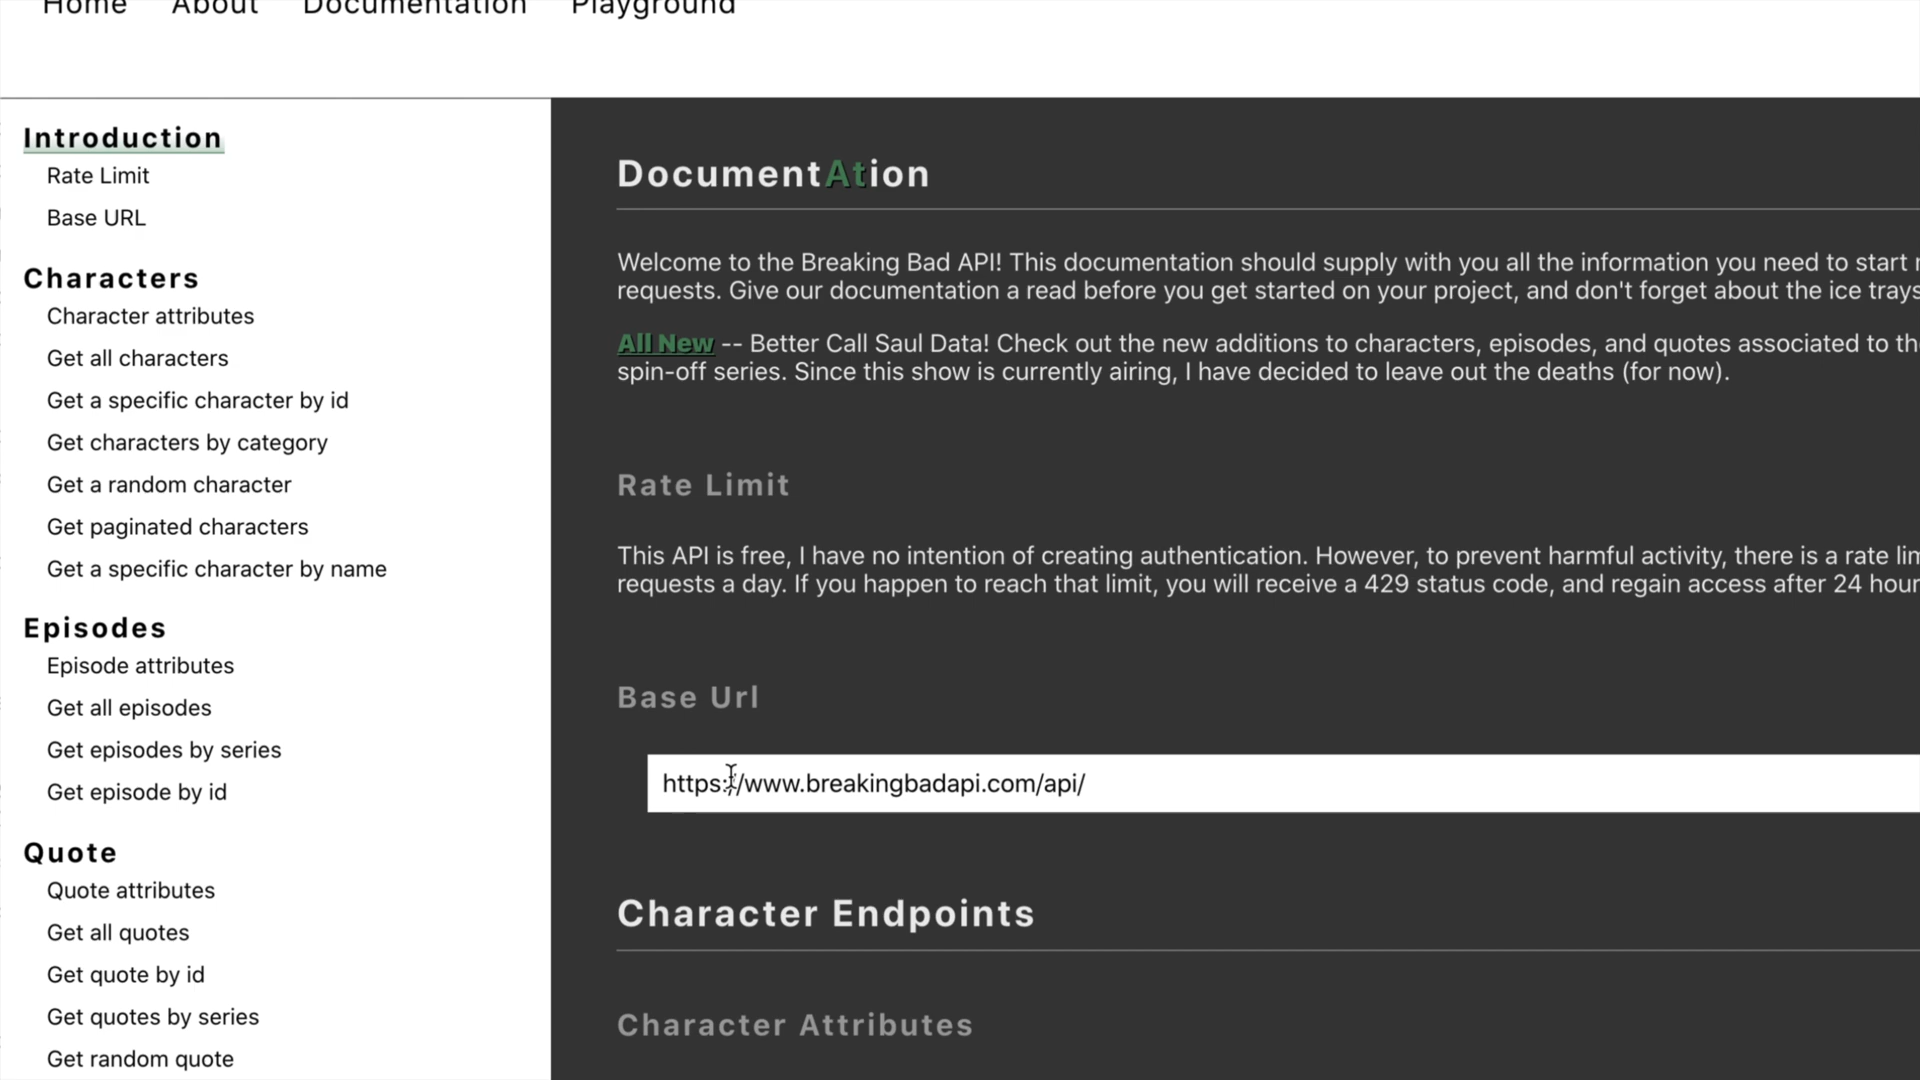 Home About Documentation Playground
Introduction
Rate Limit
Base URL
Characters
Character attributes
Get all characters
Get a specific character by id
Get characters by category
Get a random character
Get paginated characters
Get a specific character by name
Episodes
Episode attributes
Get all episodes
Get episodes by series
Get episode by id
Quote
Quote attributes
Get all quotes
Get quote by id
Get quotes by series
Get random quote
DocumentAtion
Welcome to the Breaking Bad API! This documentation should supply with you all the information you need to start
requests. Give our documentation a read before you get started on your project, and don't forget about the ice trays
All New -- Better Call Saul Data! Check out the new additions to characters, episodes, and quotes associated to
spin-off series. Since this show is currently airing, I have decided to leave out the deaths (for now).
Rate Limit
This API is free, I have no intention of creating authentication. However, to prevent harmful activity, there is a rate
requests a day. If you happen to reach that limit, you will receive a 429 status code, and regain access after 24
Base Url
https://www.breakingbadapi.com/api/
Character Endpoints
Character Attributes